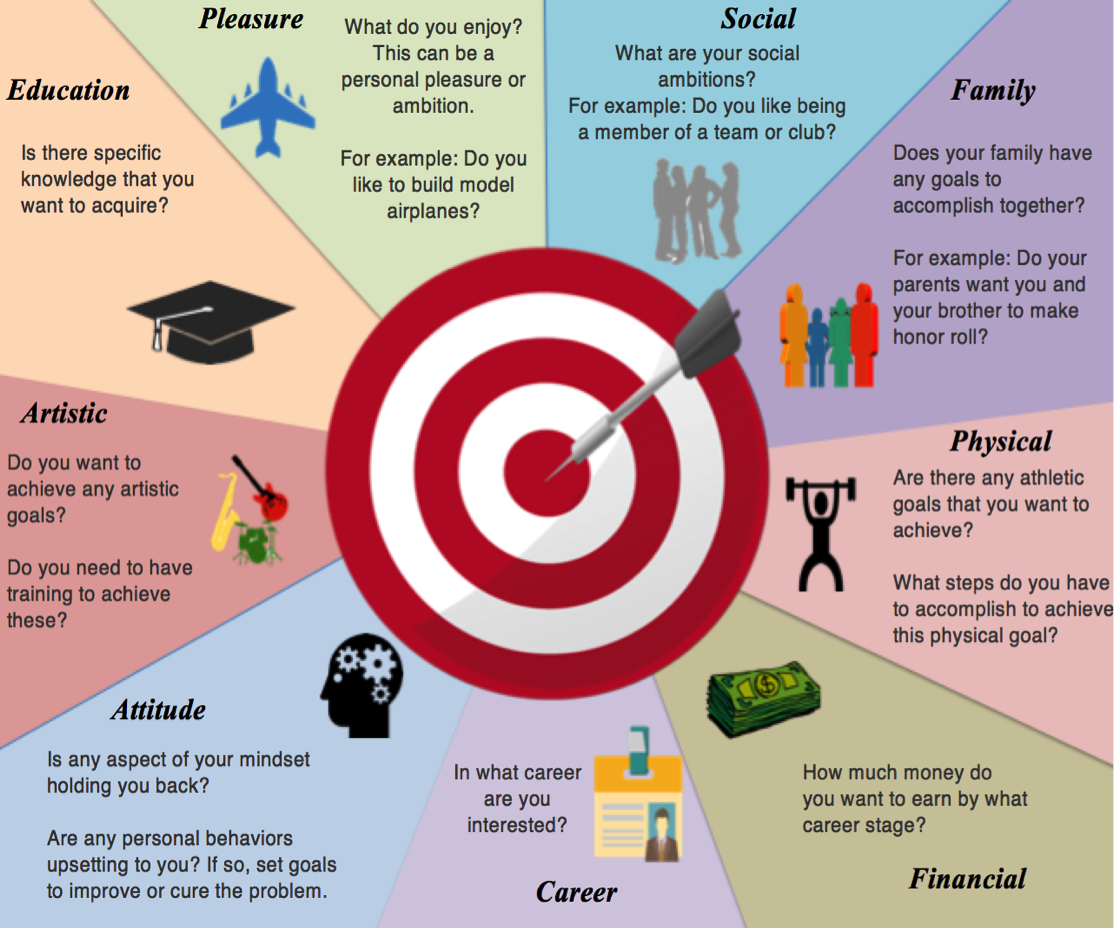 Pleasure
What do you enjoy?
This can be a
personal pleasure or
ambition.
For example: Do you
like to build model
airplanes?
Social
What are your social
ambitions?
For example: Do you like being
a member of a team or club?
Family
Does your family have
any goals to
accomplish together?
For example: Do your
parents want you and
your brother to make
honor roll?
Physical
Are there any athletic
goals that you want to
achieve?
What steps do you have
to accomplish to achieve
this physical goal?
$
How much money do
you want to earn by what
career stage?
Financial
In what career
are you
interested?
Career
Attitude
Is any aspect of your mindset
holding you back?
Are any personal behaviors
upsetting to you? If so, set goals
to improve or cure the problem.
Artistic
Do you want to
achieve any artistic
goals?
Do you need to have
training to achieve
these?
Education
Is there specific
knowledge that you
want to acquire?